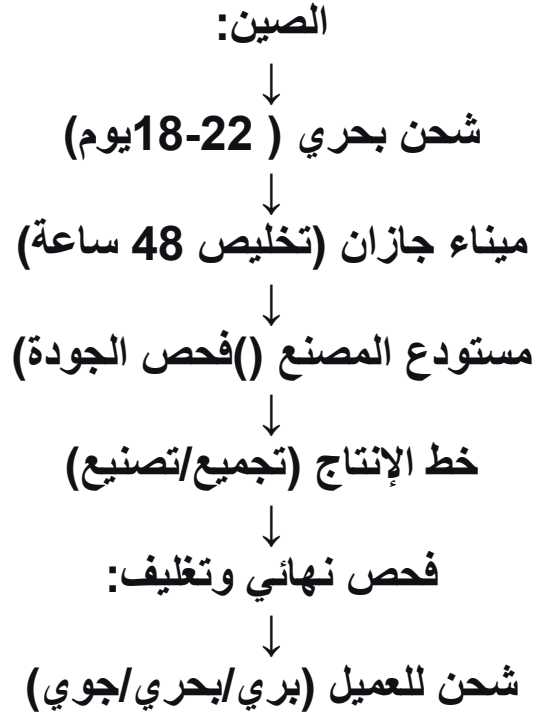 الصين:
↓
شحن بحري ( 22-18يوم)
↓
ميناء جازان (تخليص 48 ساعة)
↓
مستودع المصنع ()فحص الجودة)
↓
خط الإنتاج (تجميع/تصنيع)
↓
فحص نهائي وتغليف:
↓
شحن للعميل (بري/بحري/جوي)